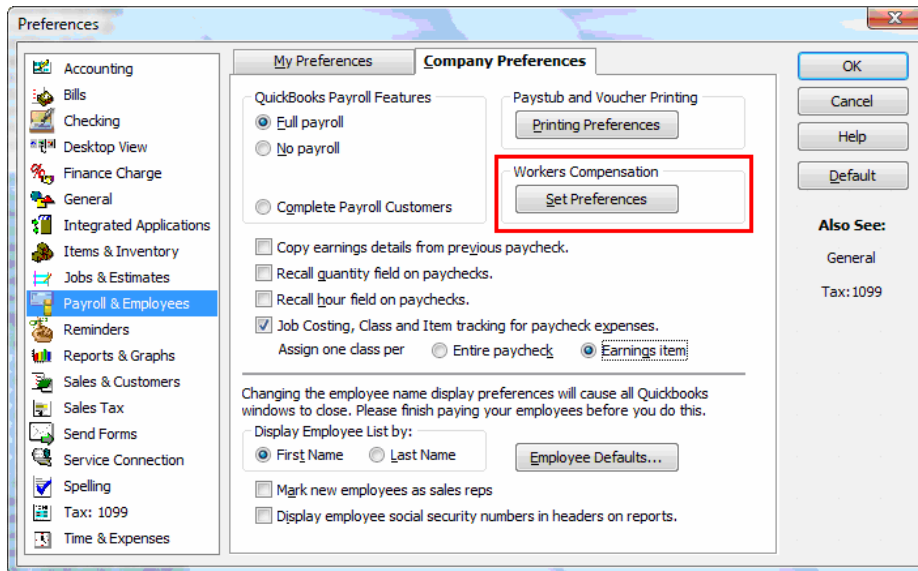 Preferences
Accounting
Bills
Checking
Desktop View
Finance Charge
General
Integrated Applications
Items & Inventory
Jobs & Estimates
Payroll & Employees
Reminders
Reports & Graphs
Sales & Customers
Sales Tax
Send Forms
Service Connection
Spelling
Tax: 1099
Time & Expenses
My Preferences
Company Preferences
QuickBooks Payroll Features
Full payroll
No payroll
Complete Payroll Customers
Paystub and Voucher Printing
Printing Preferences
Workers Compensation
Set Preferences
Copy earnings details from previous paycheck.
Recall quantity field on paychecks.
Recall hour field on paychecks.
Job Costing, Class and Item tracking for paycheck expenses.
Assign one class per Entire paycheck Earnings item
Changing the employee name display preferences will cause all Quickbooks
windows to close. Please finish paying your employees before you do this.
Display Employee List by:
First Name Last Name
Employee Defaults...
Mark new employees as sales reps
Display employee social security numbers in headers on reports.
OK
Cancel
Help
Default
Also See:
General
Tax:1099